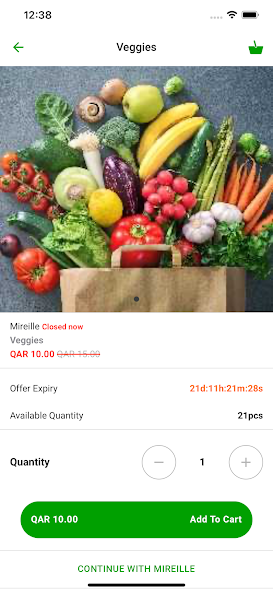 12:38
Veggies
Mireille Closed now
Veggies
QAR 10.00 QAR 15.00
Offer Expiry 21d:11h:21m:28s
Available Quantity 21pcs
Quantity 1
QAR 10.00 Add To Cart
CONTINUE WITH MIREILLE